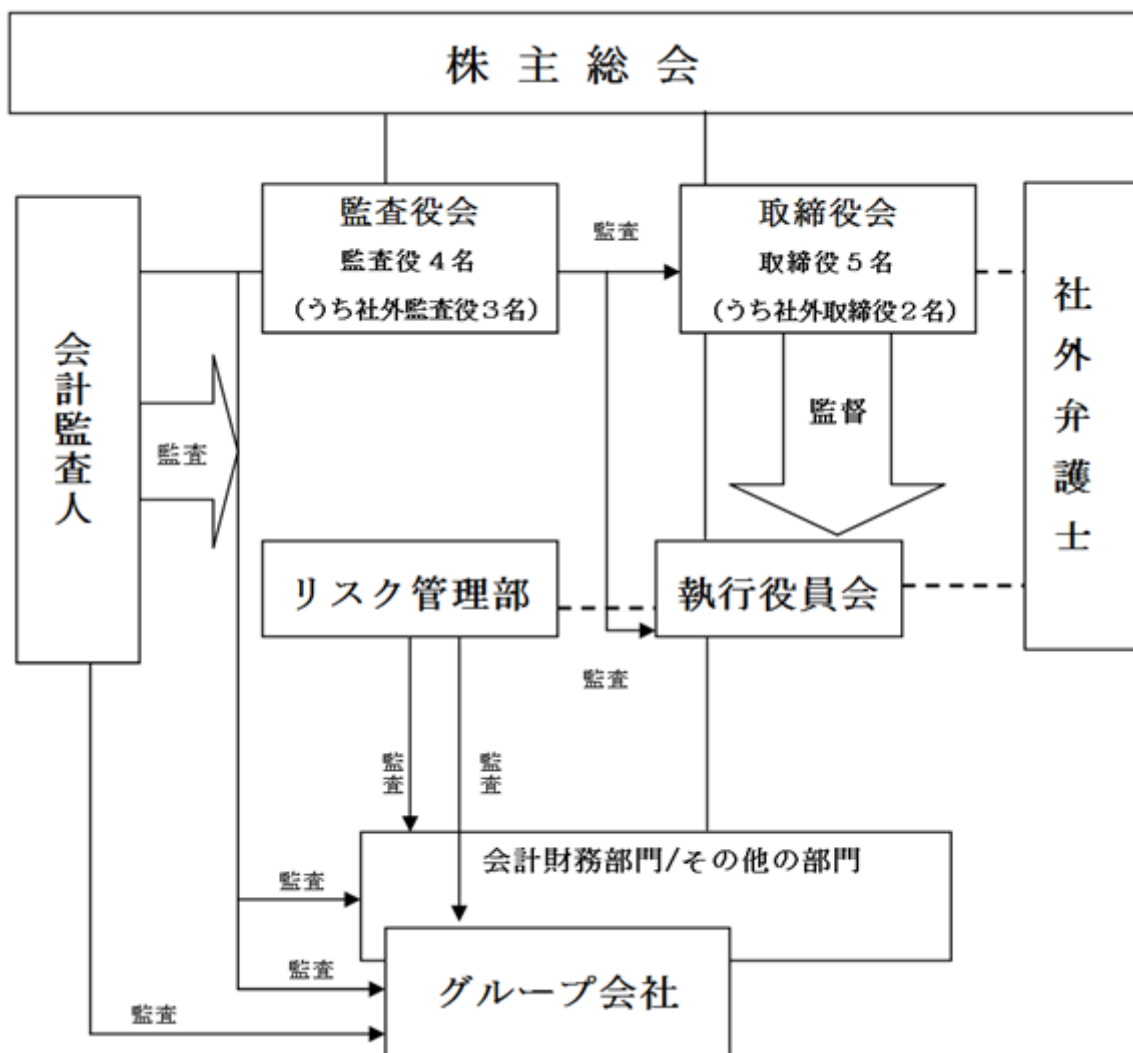 株 主 総 会
監査役会
監査役４名
（うち社外監査役３名）
監査
取締役会
取締役５名
（うち社外取締役２名）
社外弁護士
会計監査人
監査
監督
リスク管理部
執行役員会
監査
監査
監査
会計財務部門/その他の部門
監査
監査
グループ会社
監査